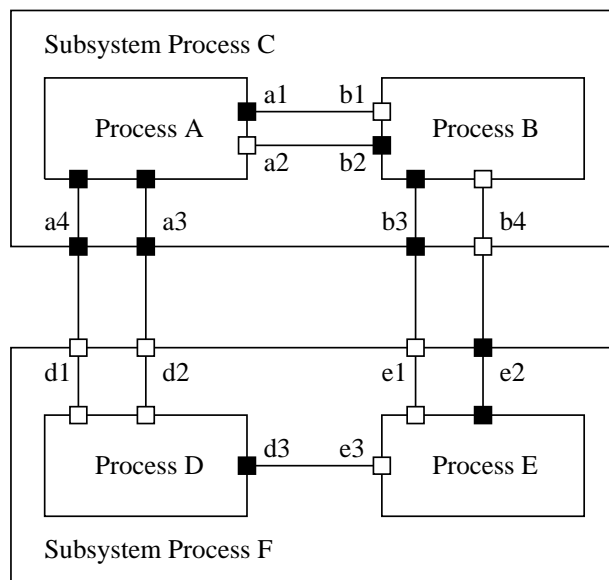 Subsystem Process C
a1 b1
Process A Process B
a2 b2
a4 a3 b3 b4
d1 d2 e1 e2
d3 e3
Process D Process E
Subsystem Process F